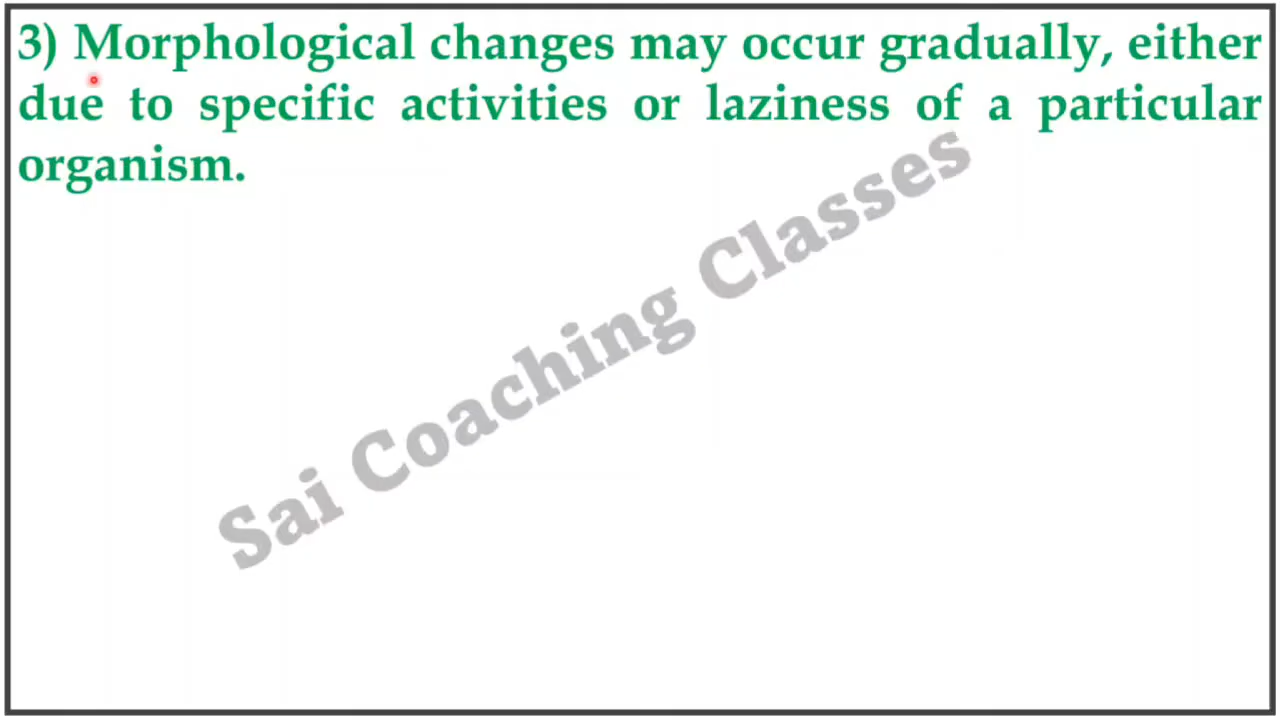 3) Morphological changes may occur gradually, either
due to specific activities or laziness of a particular
organism.
Sai Coaching Classes